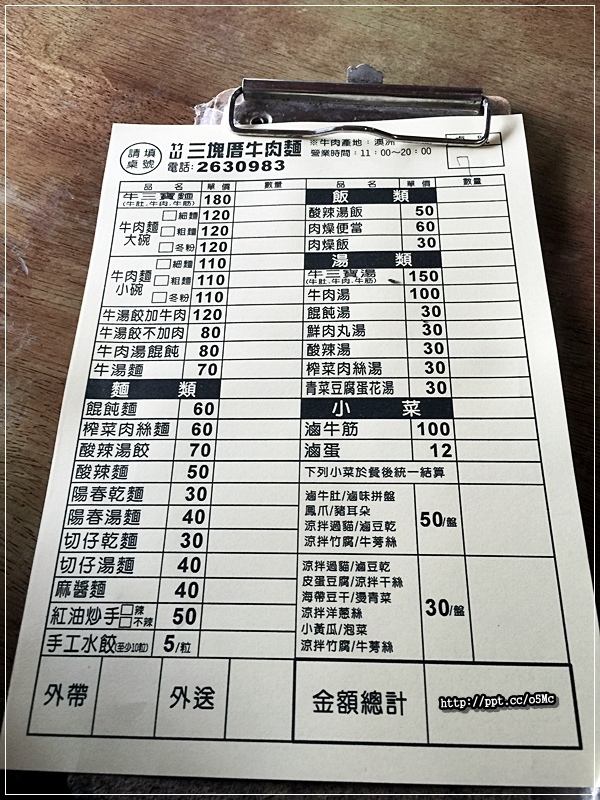 請填
桌號
竹山 三塊厝牛肉麵
電話：2630983
※牛肉產地：澳洲
營業時間：11：00～20：00
品 名 單價 數量
牛三寶麵 180
(牛肚、牛肉、牛筋)
牛肉麵
大碗
□細麵 120
□粗麵 120
□冬粉 120
牛肉麵
小碗
□細麵 110
□粗麵 110
□冬粉 110
牛湯餃加牛肉 120
牛湯餃不加肉 80
牛肉湯餛飩 80
牛湯麵 70
麵 類
餛飩麵 60
榨菜肉絲麵 60
酸辣湯餃 70
酸辣麵 50
陽春乾麵 30
陽春湯麵 40
切仔乾麵 30
切仔湯麵 40
麻醬麵 40
紅油炒手 □辣 □不辣 50
手工水餃(至少10粒) 5/粒
品 名 單價 數量
飯 類
酸辣湯飯 50
肉燥便當 60
肉燥飯 30
湯 類
牛三寶湯 150
(牛肚、牛肉、牛筋)
牛肉湯 100
餛飩湯 30
鮮肉丸湯 30
酸辣湯 30
榨菜肉絲湯 30
青菜豆腐蛋花湯 30
小 菜
滷牛筋 100
滷蛋 12
下列小菜於餐後統一結算
滷牛肚/滷味拼盤
鳳爪/豬耳朵
涼拌過貓/滷豆乾
涼拌竹腐/牛蒡絲
50/盤
涼拌過貓/滷豆乾
皮蛋豆腐/涼拌干絲
海帶豆干/燙青菜
涼拌洋蔥絲
小黃瓜/泡菜
涼拌竹腐/牛蒡絲
30/盤
外帶
外送
金額總計
http://ppt.cc/o5Mc